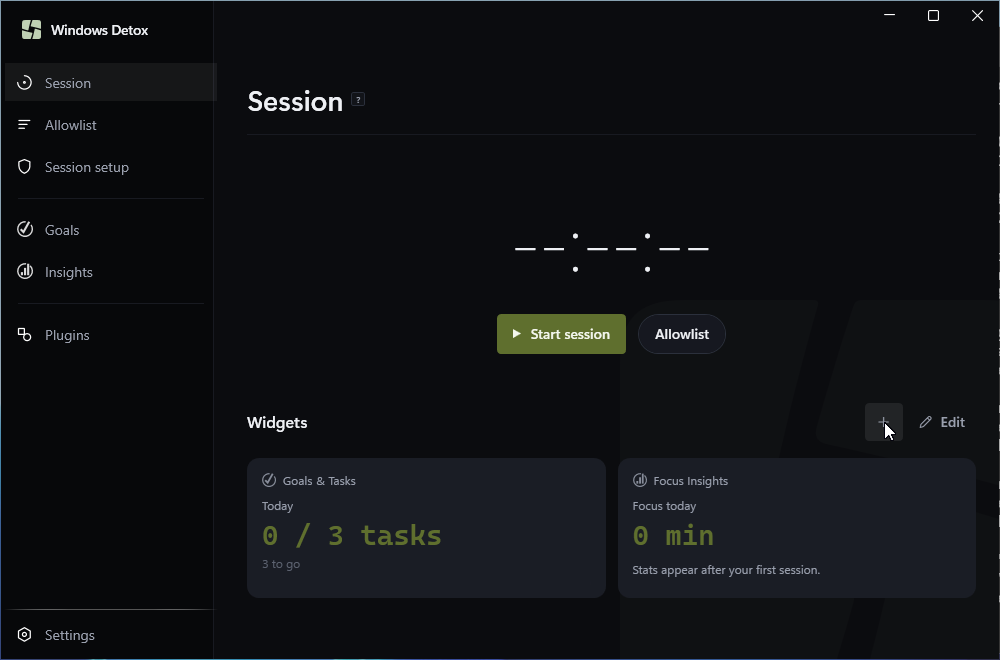 Windows Detox
Session
Allowlist
Session setup
Goals
Insights
Plugins
Settings
Session ?
– – : – – : – –
Start session
Allowlist
Widgets
+ Edit
Goals & Tasks
Today
0 / 3 tasks
3 to go
Focus Insights
Focus today
0 min
Stats appear after your first session.